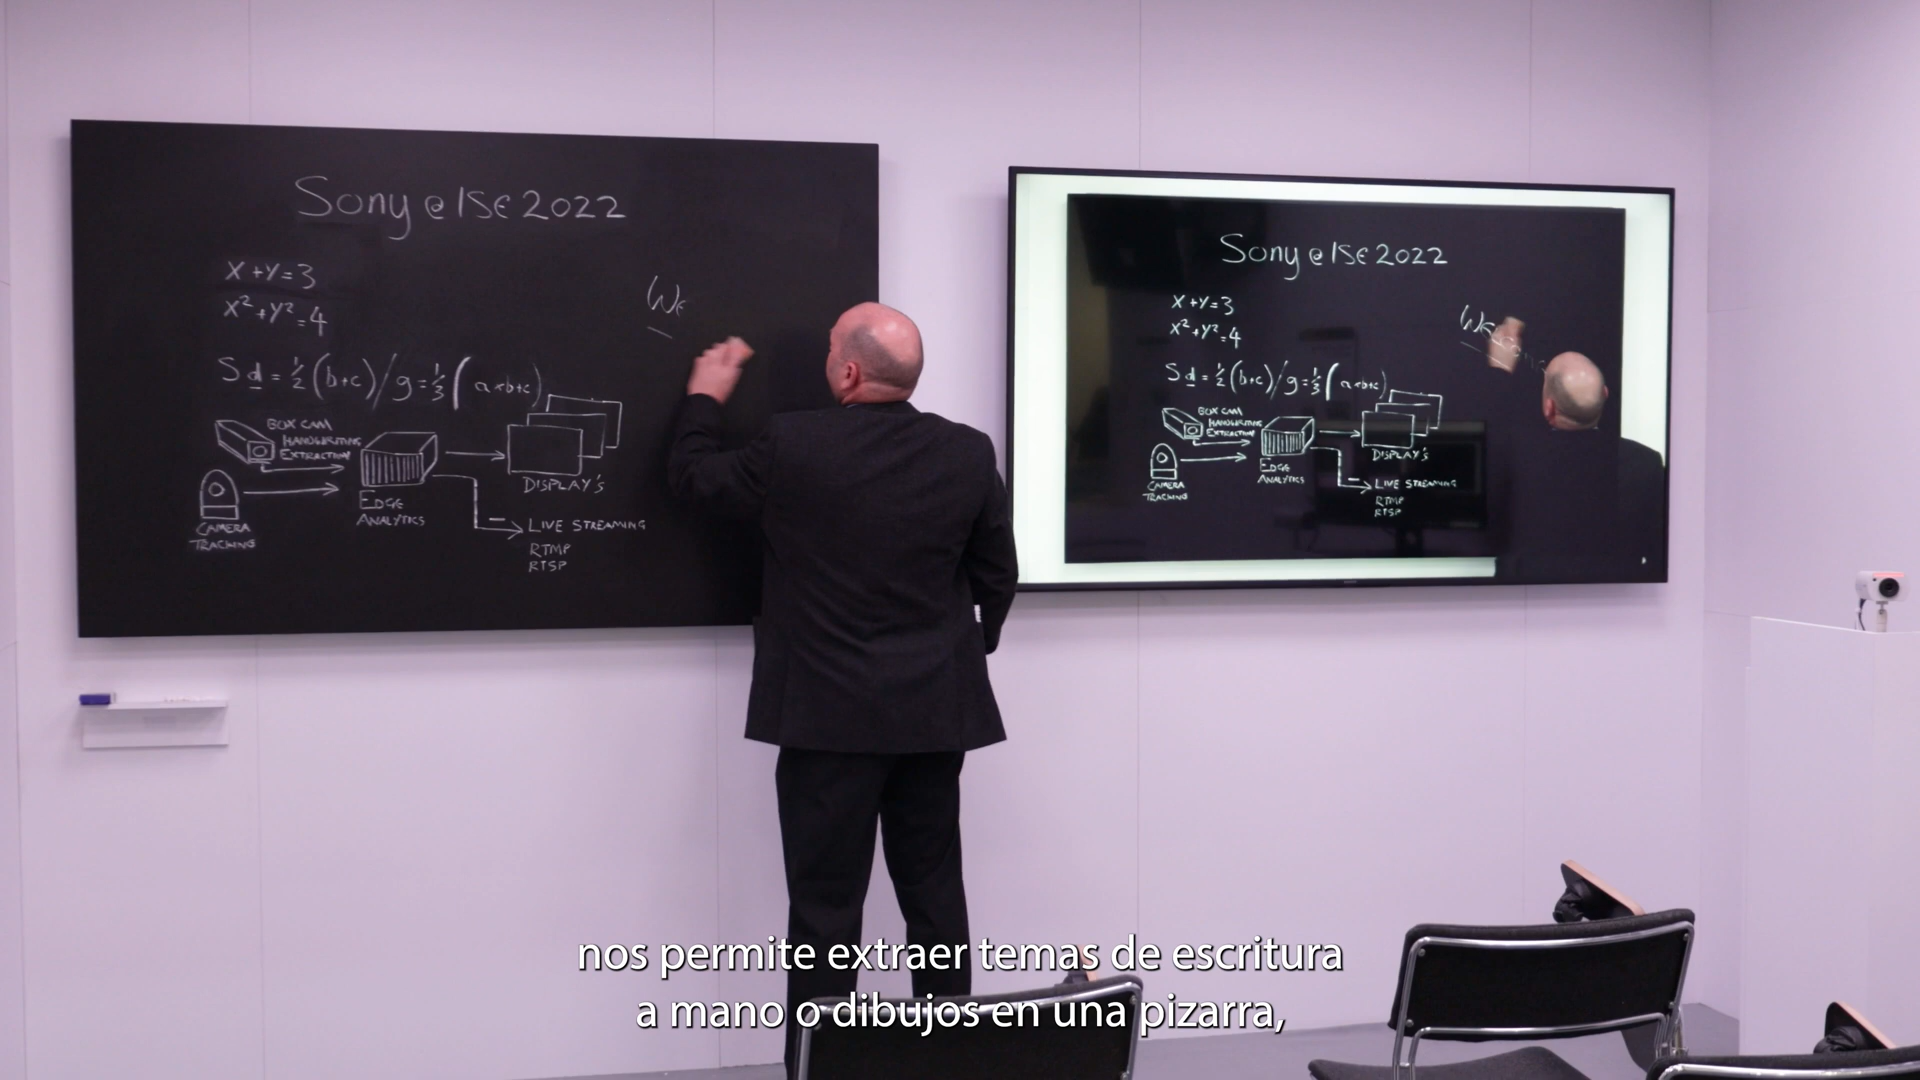 Sony @ ISE 2022
X+Y=3
X²+Y²=4
Sd=½(b+c)/g=⅓(a+b+c)
BOX CAM
HANDWRITING
EXTRACTION
CAMERA
TRACKING
EDGE
ANALYTICS
DISPLAY'S
LIVE STREAMING
RTMP
RTSP
We
Sony @ ISE 2022
X+Y=3
X²+Y²=4
Sd=½(b+c)/g=⅓(a+b+c)
BOX CAM
HANDWRITING
EXTRACTION
CAMERA
TRACKING
EDGE
ANALYTICS
DISPLAY'S
LIVE STREAMING
RTMP
RTSP
nos permite extraer temas de escritura
a mano o dibujos en una pizarra,